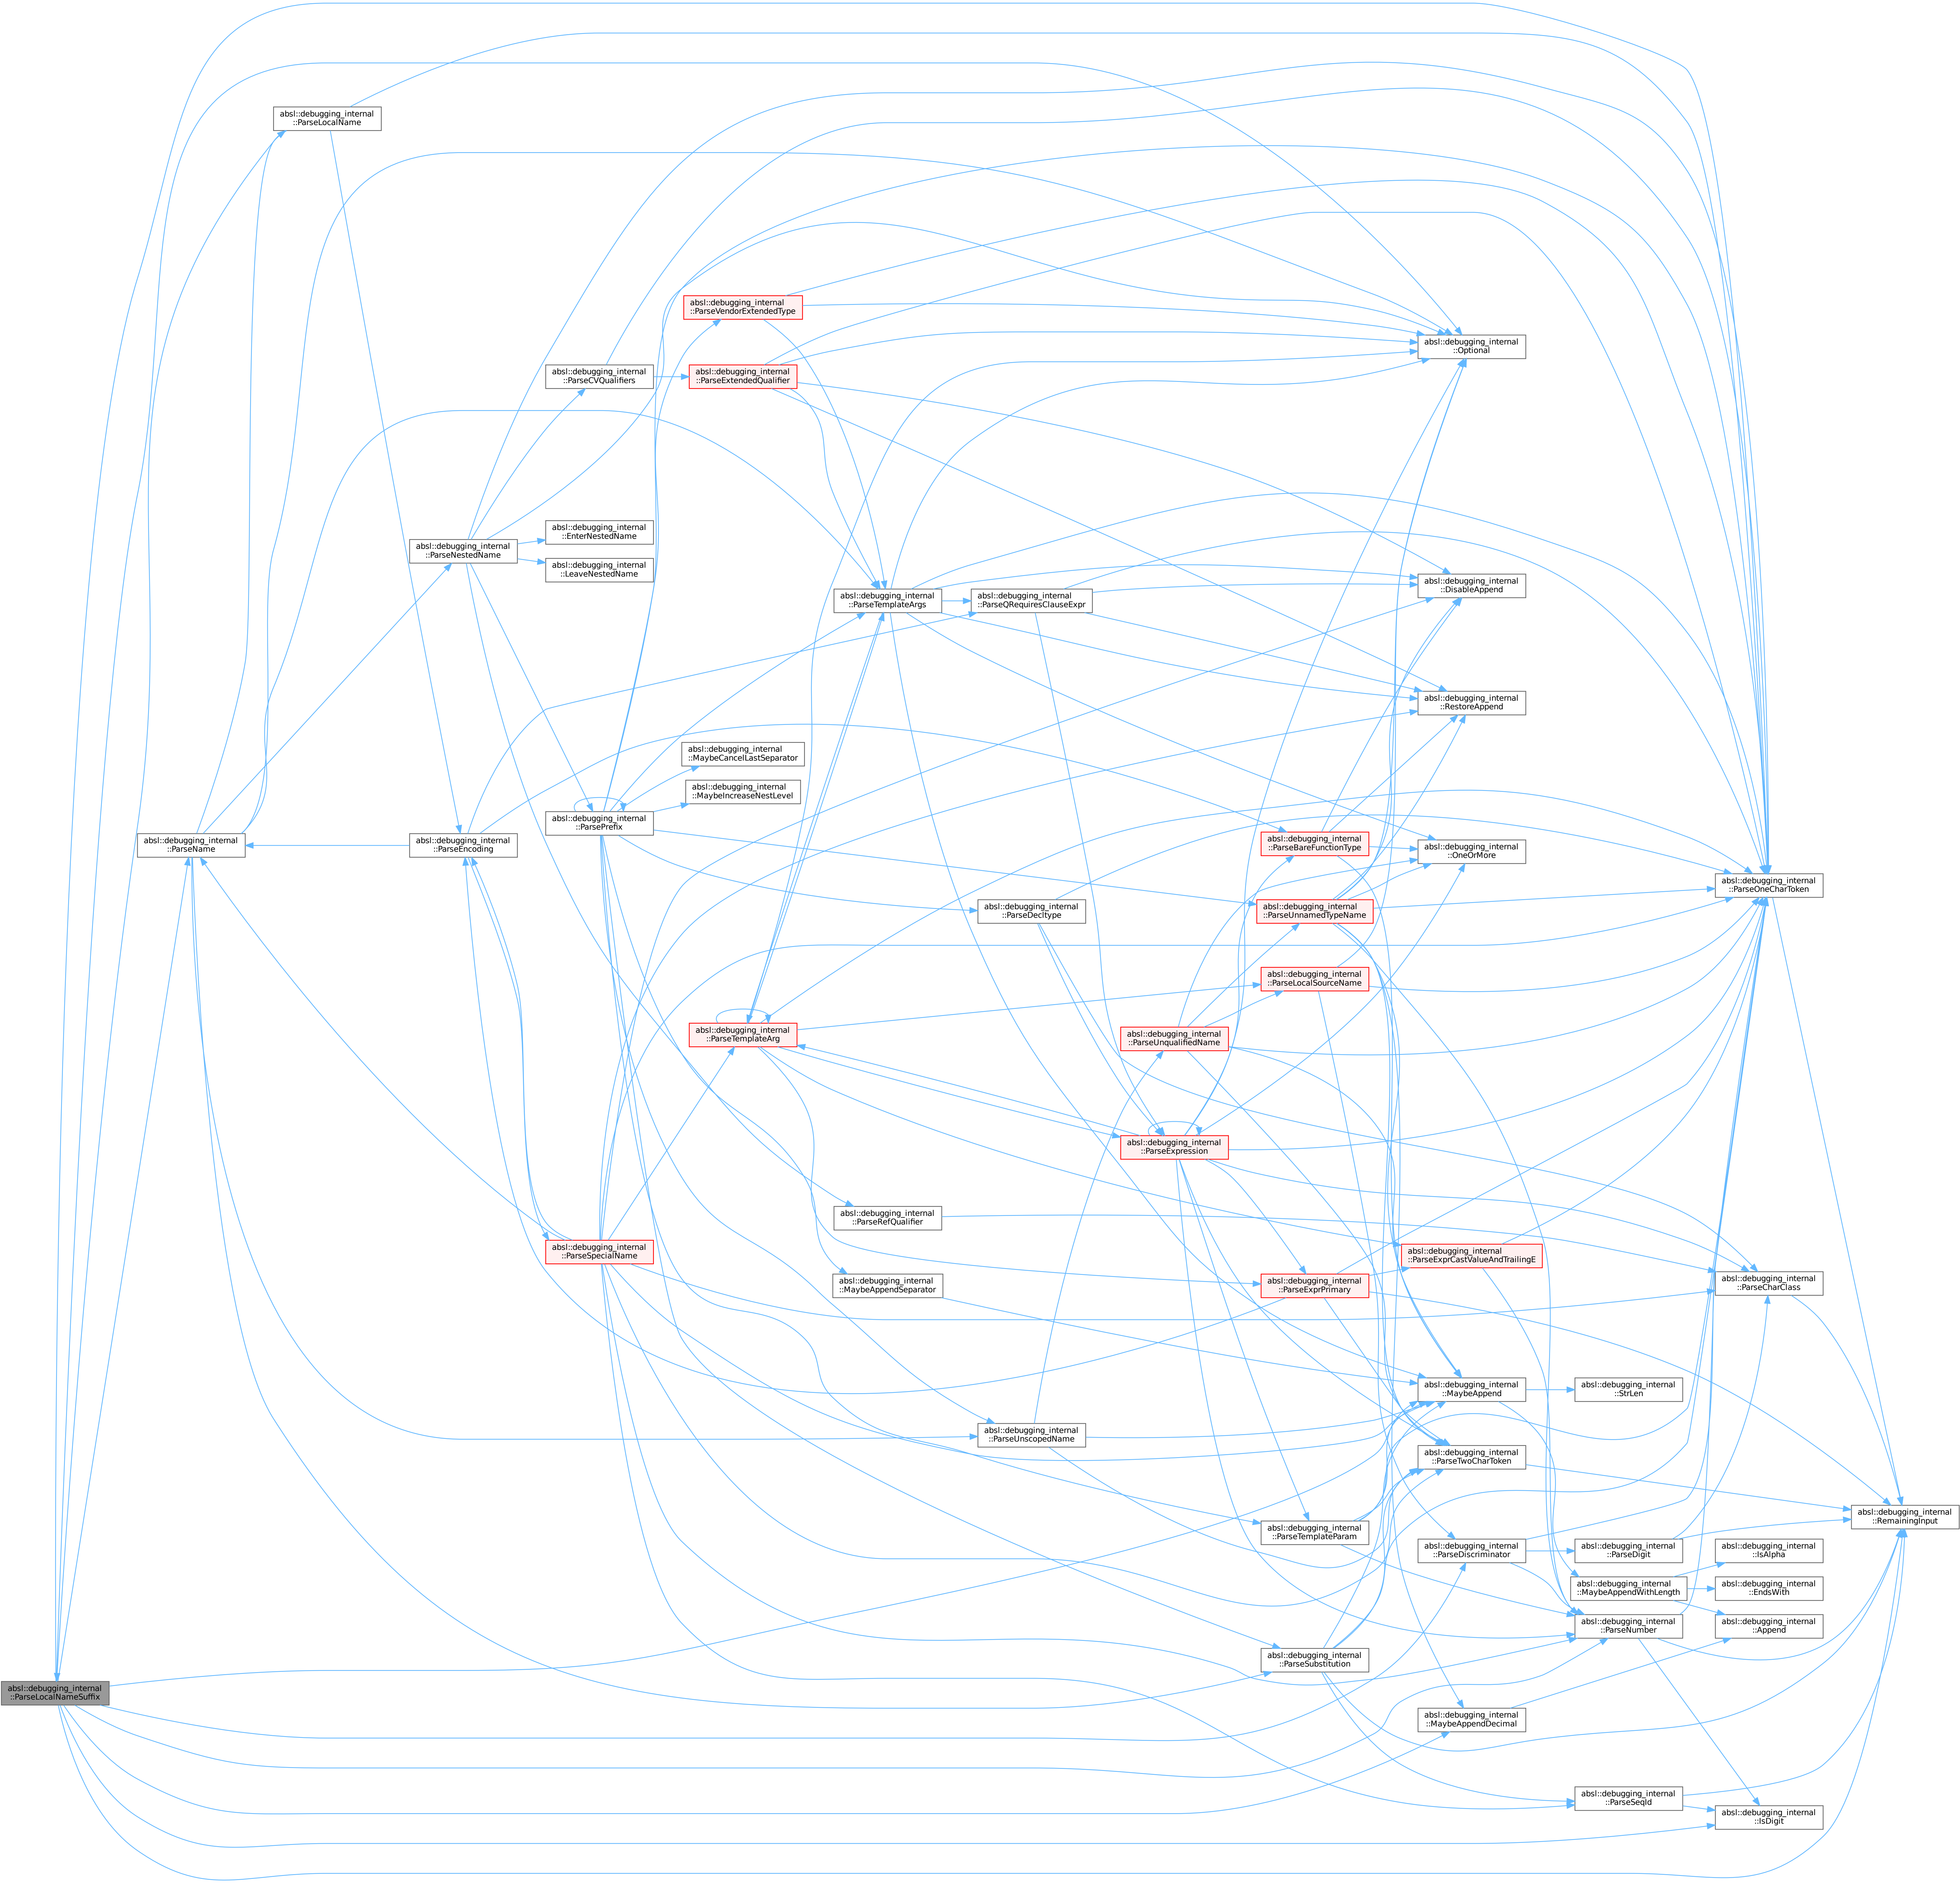 absl::debugging_internal
::ParseLocalName
absl::debugging_internal
::ParseVendorExtendedType
absl::debugging_internal
::Optional
absl::debugging_internal
::ParseCVQualifiers
absl::debugging_internal
::ParseExtendedQualifier
absl::debugging_internal
::EnterNestedName
absl::debugging_internal
::ParseNestedName
absl::debugging_internal
::LeaveNestedName
absl::debugging_internal
::DisableAppend
absl::debugging_internal
::ParseTemplateArgs
absl::debugging_internal
::ParseQRequiresClauseExpr
absl::debugging_internal
::RestoreAppend
absl::debugging_internal
::MaybeCancelLastSeparator
absl::debugging_internal
::MaybeIncreaseNestLevel
absl::debugging_internal
::ParsePrefix
absl::debugging_internal
::ParseName
absl::debugging_internal
::ParseEncoding
absl::debugging_internal
::ParseBareFunctionType
absl::debugging_internal
::OneOrMore
absl::debugging_internal
::ParseOneCharToken
absl::debugging_internal
::ParseDecltype
absl::debugging_internal
::ParseUnnamedTypeName
absl::debugging_internal
::ParseLocalSourceName
absl::debugging_internal
::ParseTemplateArg
absl::debugging_internal
::ParseUnqualifiedName
absl::debugging_internal
::ParseExpression
absl::debugging_internal
::ParseRefQualifier
absl::debugging_internal
::ParseSpecialName
absl::debugging_internal
::ParseExprCastValueAndTrailingE
absl::debugging_internal
::MaybeAppendSeparator
absl::debugging_internal
::ParseExprPrimary
absl::debugging_internal
::ParseCharClass
absl::debugging_internal
::MaybeAppend
absl::debugging_internal
::StrLen
absl::debugging_internal
::ParseUnscopedName
absl::debugging_internal
::ParseTwoCharToken
absl::debugging_internal
::RemainingInput
absl::debugging_internal
::ParseTemplateParam
absl::debugging_internal
::ParseDiscriminator
absl::debugging_internal
::ParseDigit
absl::debugging_internal
::IsAlpha
absl::debugging_internal
::MaybeAppendWithLength
absl::debugging_internal
::EndsWith
absl::debugging_internal
::ParseNumber
absl::debugging_internal
::Append
absl::debugging_internal
::ParseSubstitution
absl::debugging_internal
::ParseLocalNameSuffix
absl::debugging_internal
::MaybeAppendDecimal
absl::debugging_internal
::ParseSeqId
absl::debugging_internal
::IsDigit